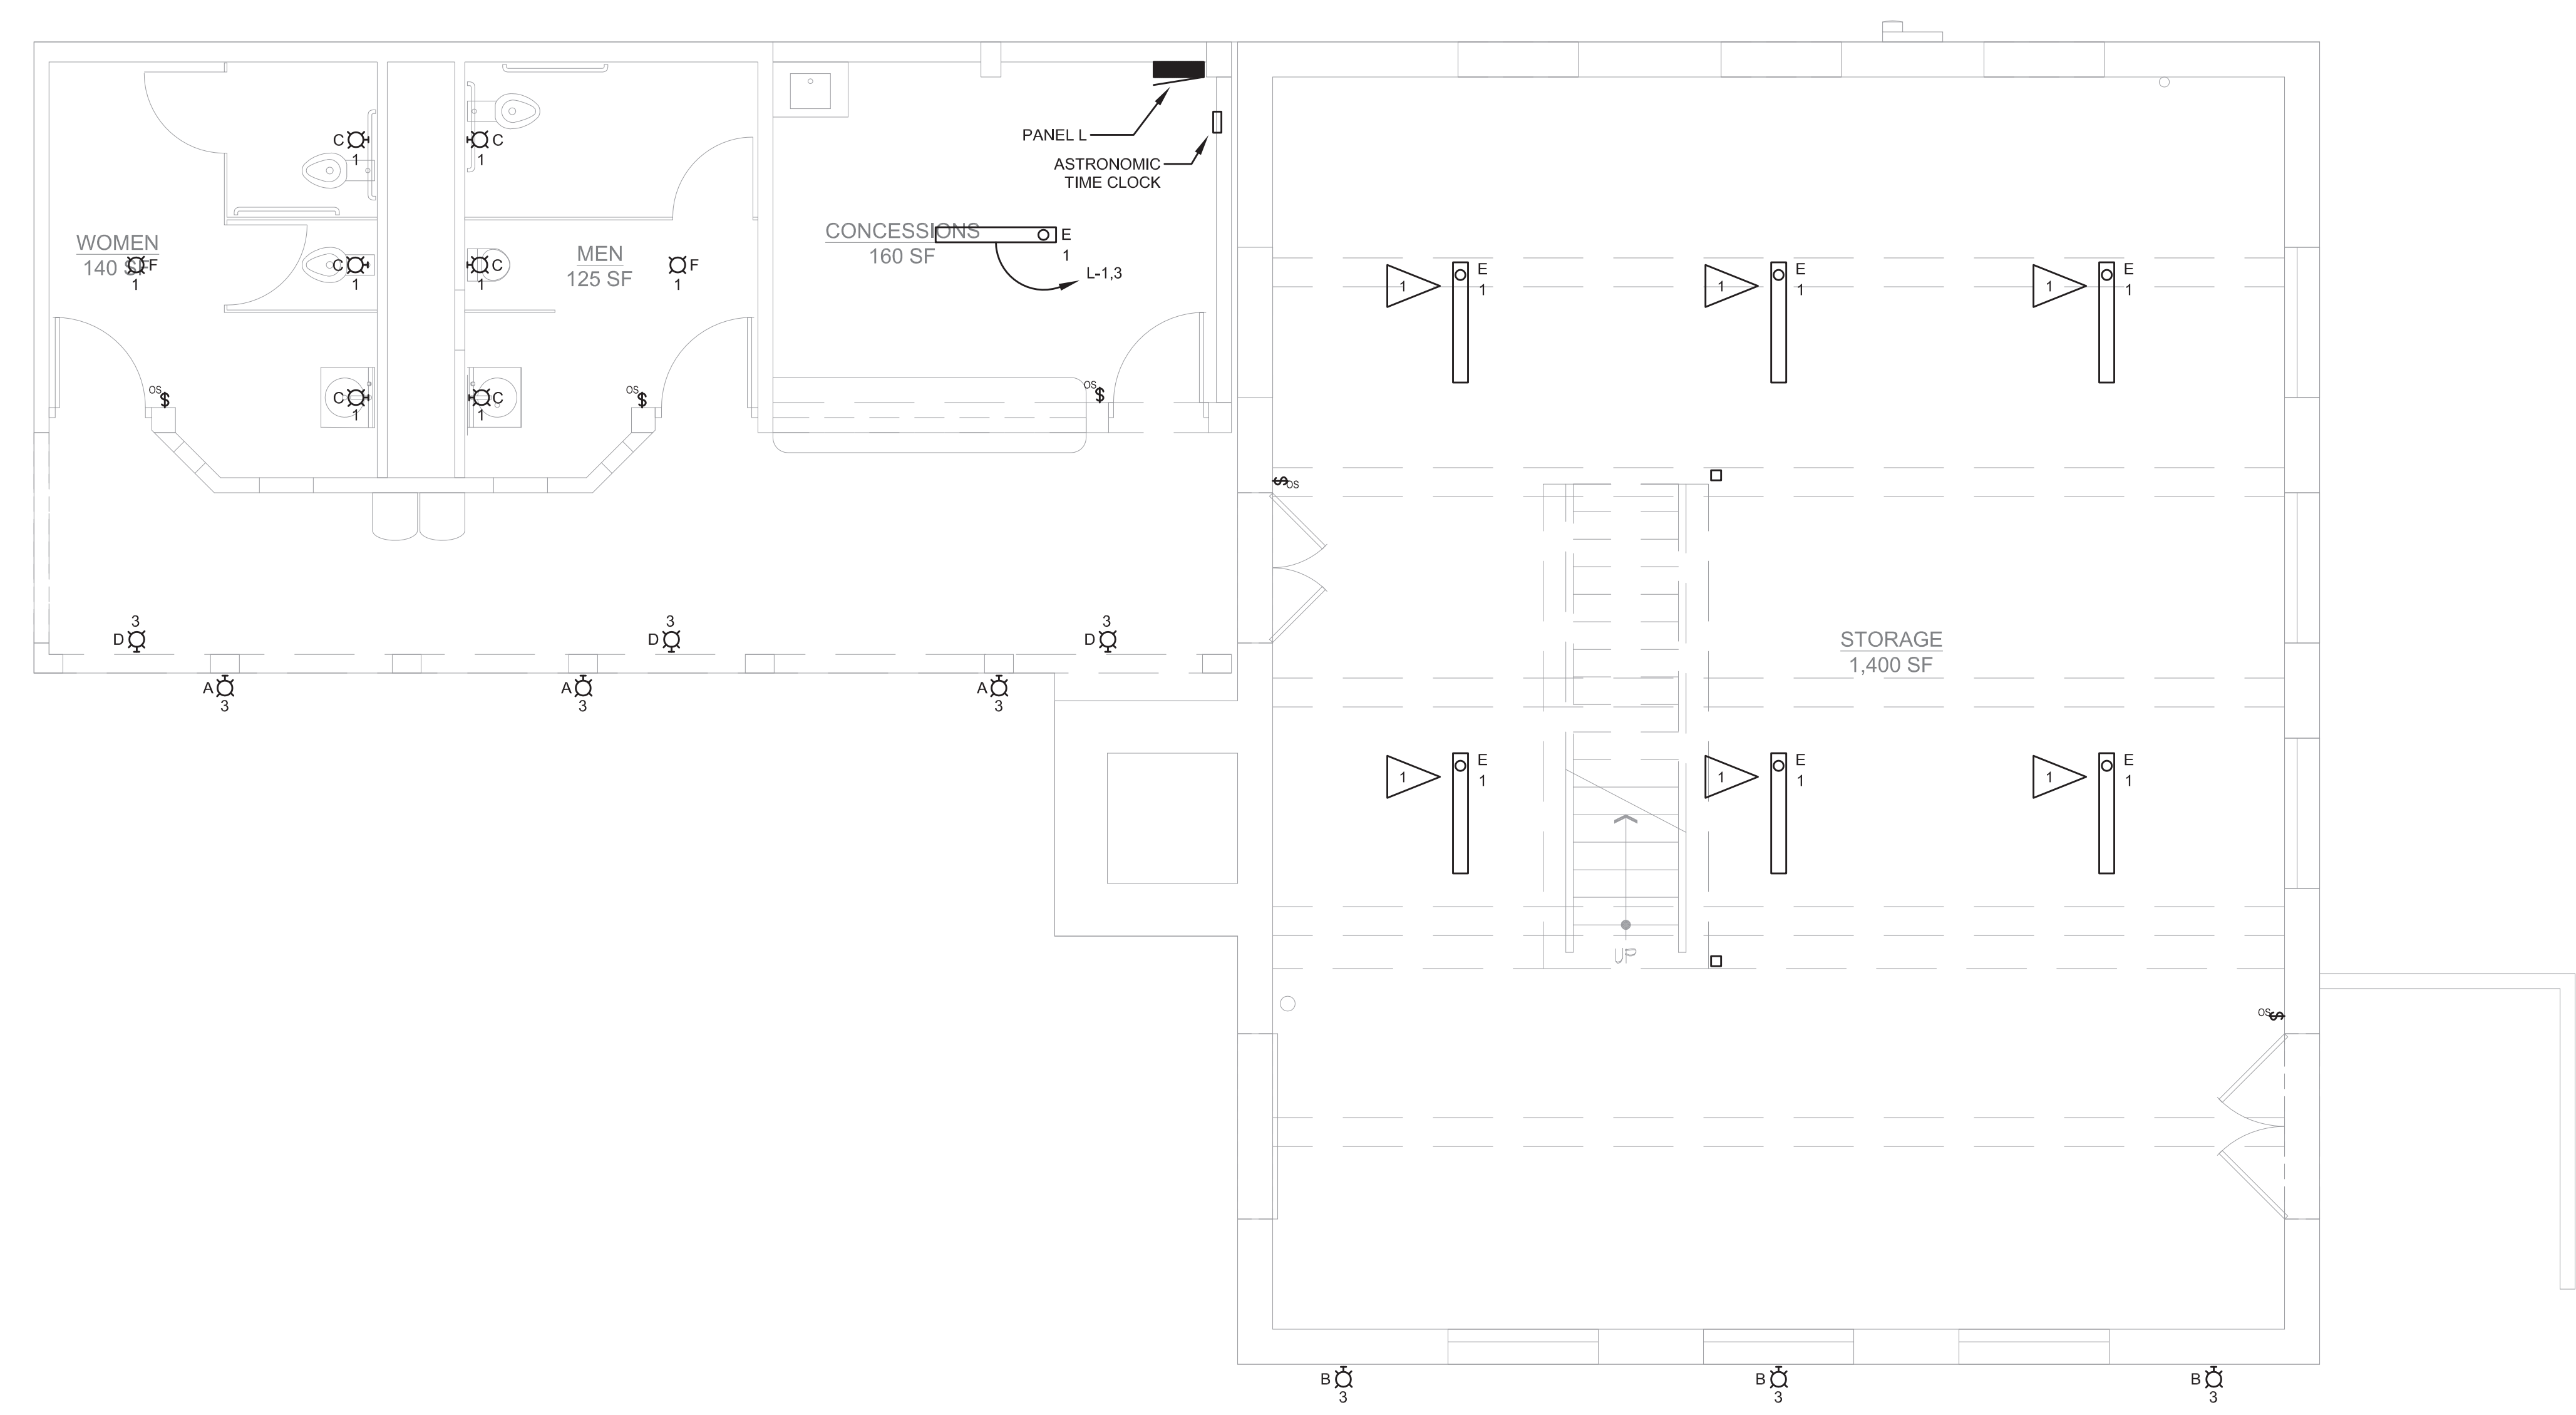 PANEL L
ASTRONOMIC
TIME CLOCK
C
1
C
1
WOMEN
140 SF
F
1
C
1
C
1
MEN
125 SF
F
1
CONCESSIONS
160 SF
E
1
L-1,3
1
E
1
1
E
1
1
E
1
OS
$
C
1
C
1
OS
$
OS
$
$
OS
STORAGE
1,400 SF
3
D
3
D
3
D
A
3
A
3
A
3
1
E
1
1
E
1
1
E
1
UP
OS
$
B
3
B
3
B
3